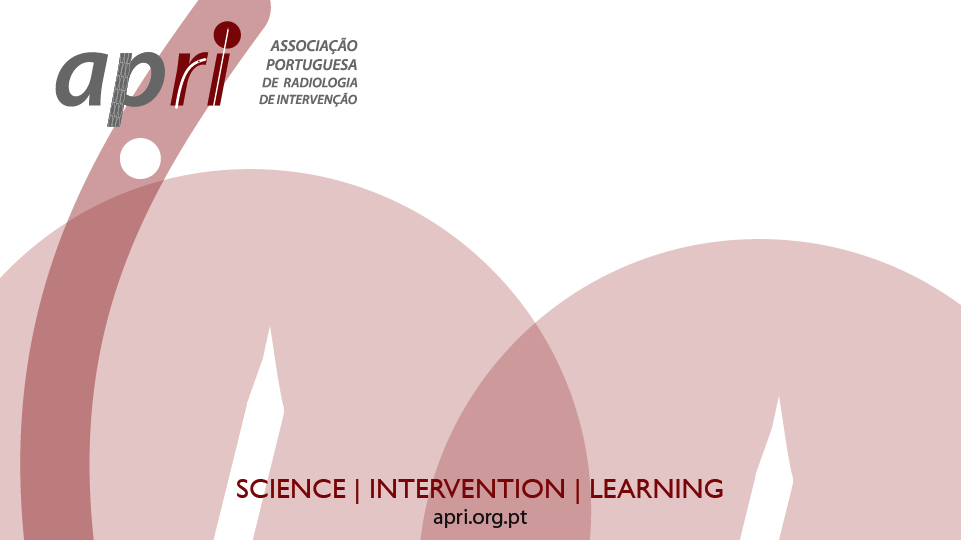 apri
ASSOCIAÇÃO
PORTUGUESA
DE RADIOLOGIA
DE INTERVENÇÃO
SCIENCE | INTERVENTION | LEARNING
apri.org.pt